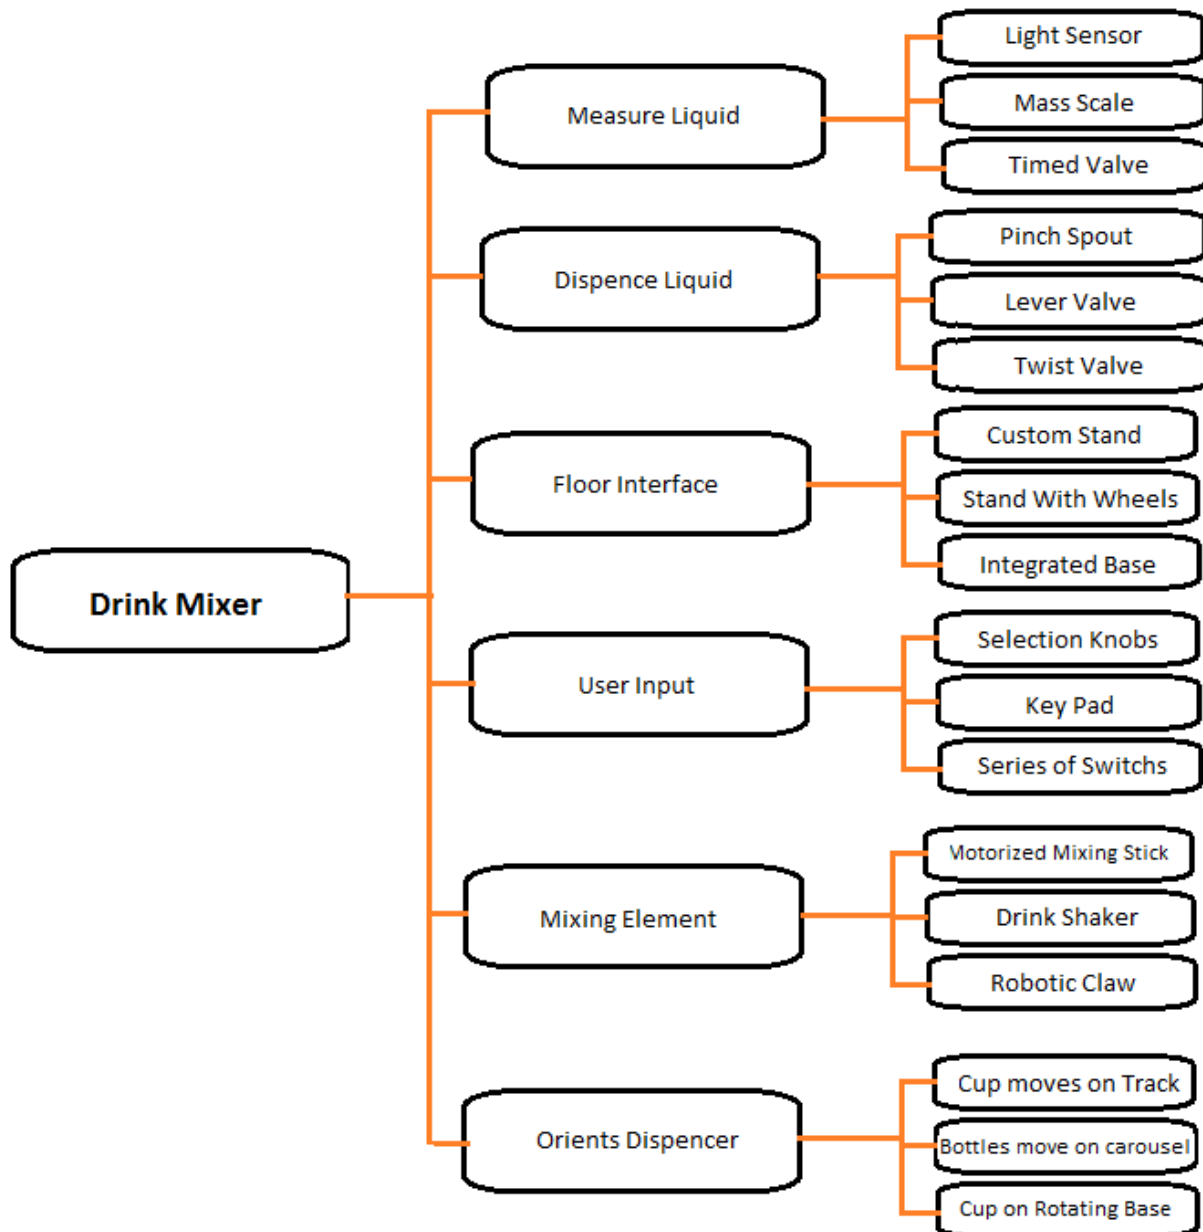 Light Sensor
Measure Liquid
Mass Scale
Timed Valve
Pinch Spout
Dispence Liquid
Lever Valve
Twist Valve
Custom Stand
Floor Interface
Stand With Wheels
Integrated Base
Drink Mixer
Selection Knobs
User Input
Key Pad
Series of Switchs
Motorized Mixing Stick
Mixing Element
Drink Shaker
Robotic Claw
Cup moves on Track
Orients Dispencer
Bottles move on carousel
Cup on Rotating Base